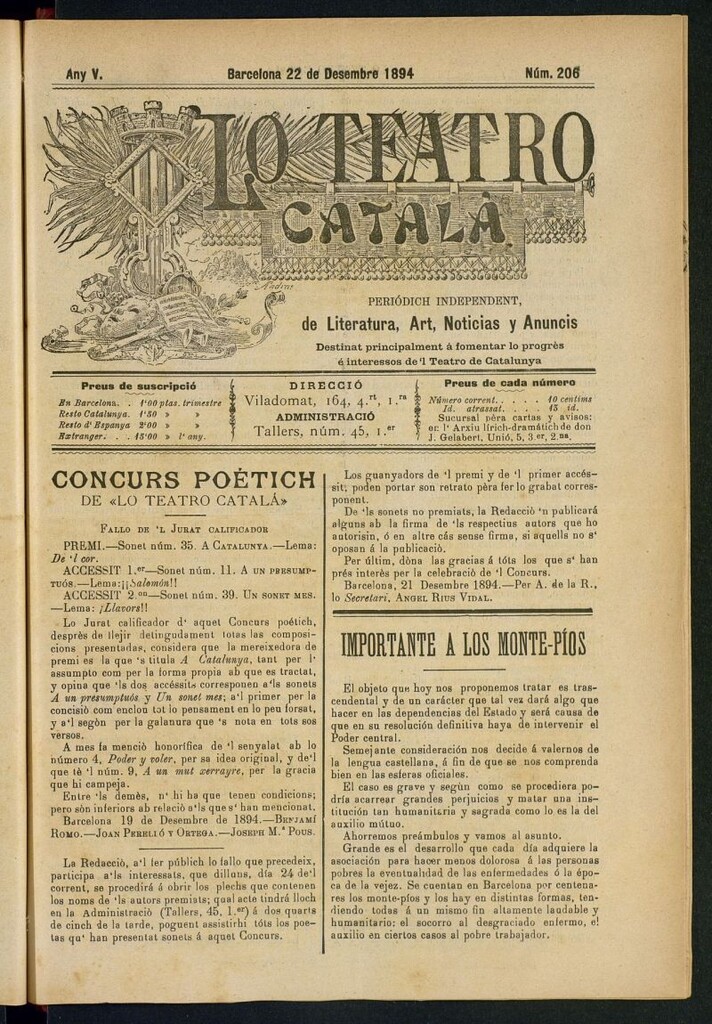 Any V.
Barcelona 22 de Desembre 1894
Núm. 206
LO TEATRO
CATALÁ
PERIÓDICH INDEPENDENT,
de Literatura, Art, Noticias y Anuncis
Destinat principalment á fomentar lo progrés
é interessos de'l Teatro de Catalunya
Preus de suscripció
En Barcelona. . 1'00 ptas. trimestre
Resto Catalunya. 1'50 » »
Resto d'Espanya 2'00 » »
Extranger. . . 15'00 » l'any.
DIRECCIÓ
Viladomat, 164, 4.rt, 1.ra
ADMINISTRACIÓ
Tallers, núm. 45, 1.er
Preus de cada número
Número corrent. . . . . 10 centims
Id. atrassat. . . . . 15 id.
Sucursal pèra cartas y avisos:
en l'Arxiu lírich-dramátich de don
J. Gelabert, Unió, 5, 3 er, 2.na.
CONCURS POÉTICH
DE «LO TEATRO CATALÁ»
FALLO DE 'L JURAT CALIFICADOR
PREMI.—Sonet núm. 35. A CATALUNYA.—Lema:
De 'l cor.
ACCESSIT 1.er—Sonet núm. 11. A UN PRESUMP-
TUÓS.—Lema: ¡¡Salomón!!
ACCESSIT 2.on—Sonet núm. 39. UN SONET MES.
—Lema: ¡Llavors!!
Lo Jurat calificador d' aquet Concurs poétich,
desprès de llejir detingudament totas las composi-
cions presentadas, considera que la mereixedora de
premi es la que 's titula A Catalunya, tant per l'
assumpto com per la forma propia ab que es tractat,
y opina que 'ls dos accéssits corresponen a'ls sonets
A un presumptuós y Un sonet mes; a'l primer per la
concisió com enclou tot lo pensament en lo peu forsat,
y a'l segòn per la galanura que 's nota en tots sos
versos.
A mes fa menció honorifica de 'l senyalat ab lo
número 4, Poder y voler, per sa idea original, y de'l
que tè 'l núm. 9, A un mut xerrayre, per la gracia
que hi campeja.
Entre 'ls demès, n' hi ha que tenen condicions;
pero són inferiors ab relació a'ls que s' han mencionat.
Barcelona 19 de Desembre de 1894.—BENJAMÍ
ROMO.—JOAN PERELIÓ Y ORTEGA.—JOSEPH M.ª POUS.
La Redacció, a'l fer públich lo fallo que precedeix,
participa a'ls interessats, que dilluns, día 24 de'l
corrent, se procedirá á obrir los plechs que contenen
los noms de 'ls autors premiats; qual acte tindrá lloch
en la Administració (Tallers, 45, 1.er) á dos quarts
de cinch de la tarde, poguent assistirhi tóts los poe-
tas qu' han presentat sonets á aquet Concurs.
Los guanyadors de 'l premi y de 'l primer accés-
sit, poden portar son retrato pèra fer lo grabat corres-
ponent.
De 'ls sonets no premiats, la Redacció 'n publicará
alguns ab la firma de 'ls respectius autors que ho
autorisin, ó en altre cás sense firma, si aquells no s'
oposan á la publicació.
Per últim, dòna las gracias á tóts los que s' han
près interès per la celebració de 'l Concurs.
Barcelona, 21 Desembre 1894.—Per A. de la R.,
lo Secretari, ANGEL RIUS VIDAL.
IMPORTANTE A LOS MONTE-PÍOS
El objeto que hoy nos proponemos tratar es tras-
cendental y de un carácter que tal vez dará algo que
hacer en las dependencias del Estado y será causa de
que en su resolución definitiva haya de intervenir el
Poder central.
Semejante consideración nos decide á valernos de
la lengua castellana, á fin de que se nos comprenda
bien en las esferas oficiales.
El caso es grave y según como se procediera po-
dría acarrear grandes perjuicios y matar una ins-
titución tan humanitaria y sagrada como lo es la del
auxilio mútuo.
Ahorremos preámbulos y vamos al asunto.
Grande es el desarrollo que cada día adquiere la
asociación para hacer menos dolorosa á las personas
pobres la eventualidad de las enfermedades ó la épo-
ca de la vejez. Se cuentan en Barcelona por centena-
res los monte-píos y los hay en distintas formas, ten-
diendo todas á un mismo fin altamente laudable y
humanitario: el socorro al desgraciado enfermo, el
auxilio en ciertos casos al pobre trabajador.